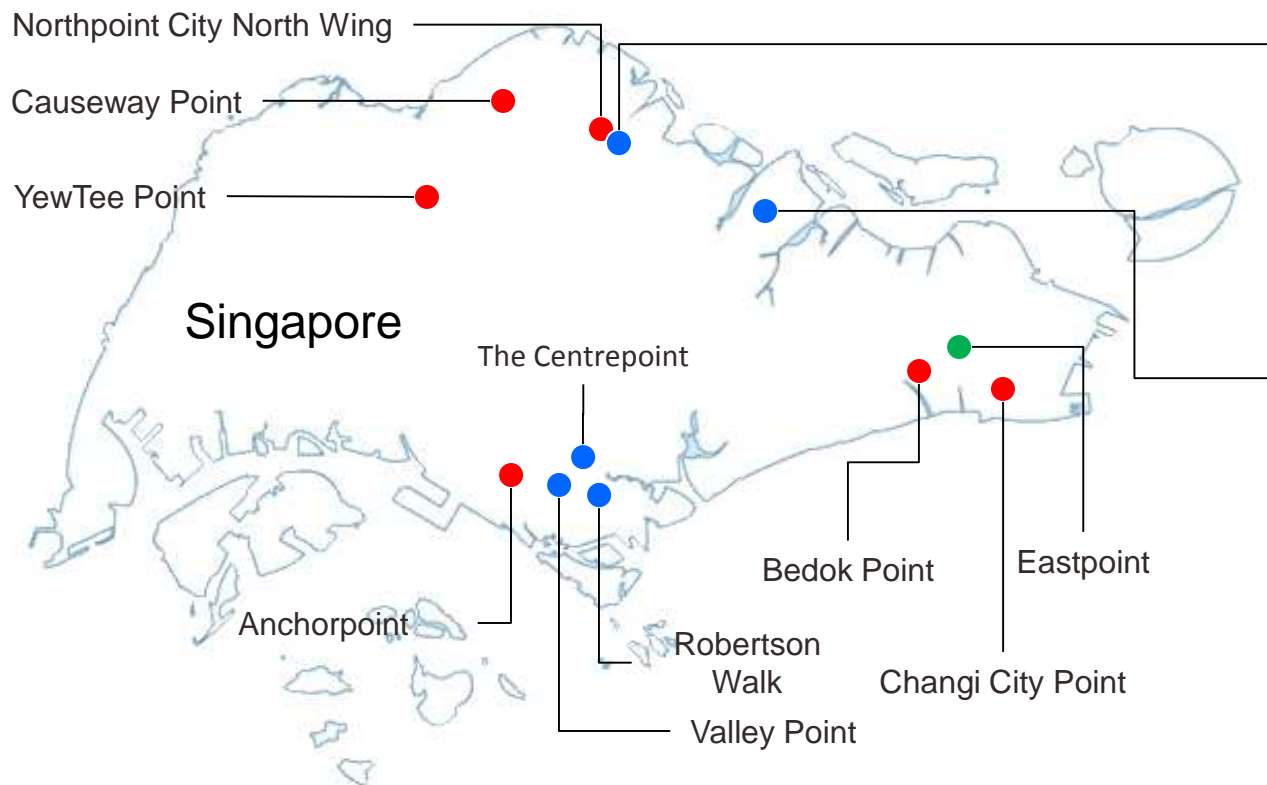 Northpoint City North Wing
Causeway Point
YewTee Point
Singapore
The Centrepoint
Bedok Point
Eastpoint
Anchorpoint
Robertson
Walk
Changi City Point
Valley Point